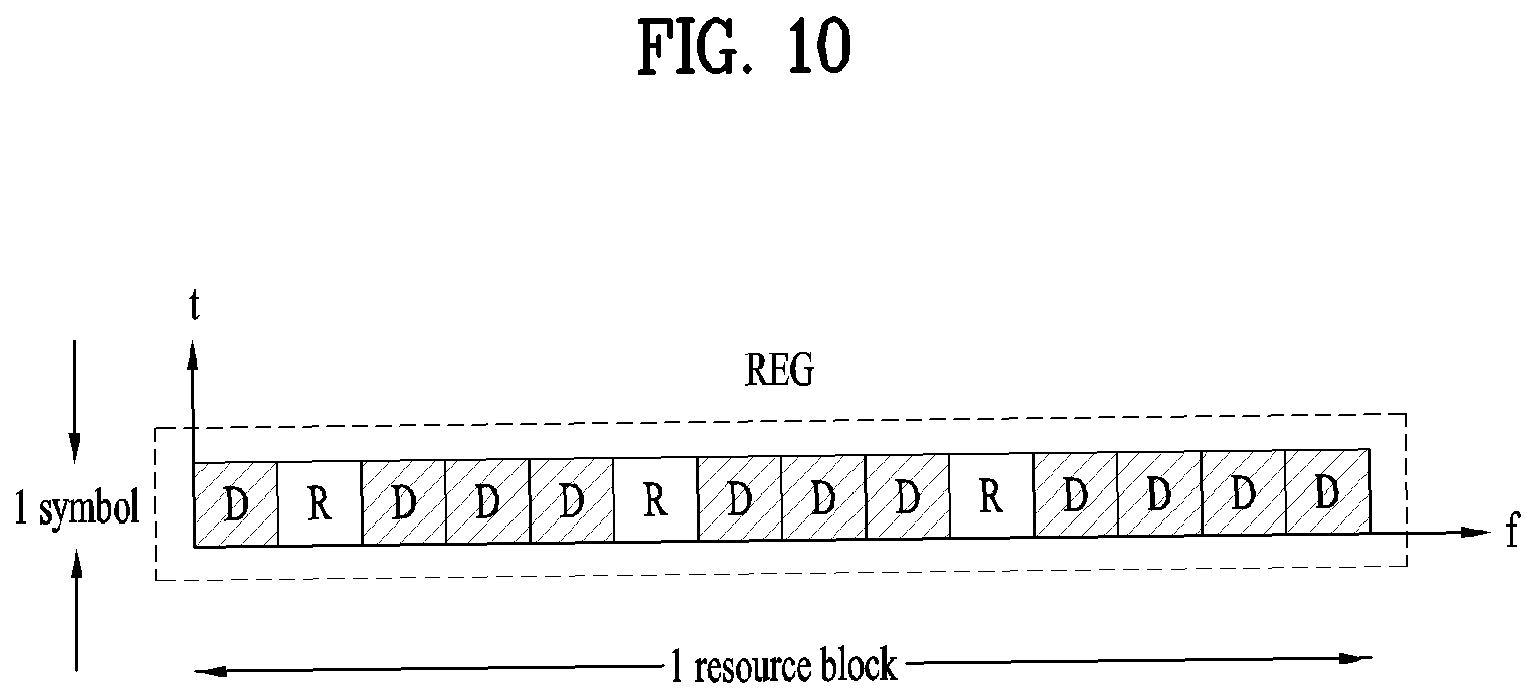 FIG. 10
t
REG
1 symbol
D R D D D R D D D R D D D D
f
1 resource block